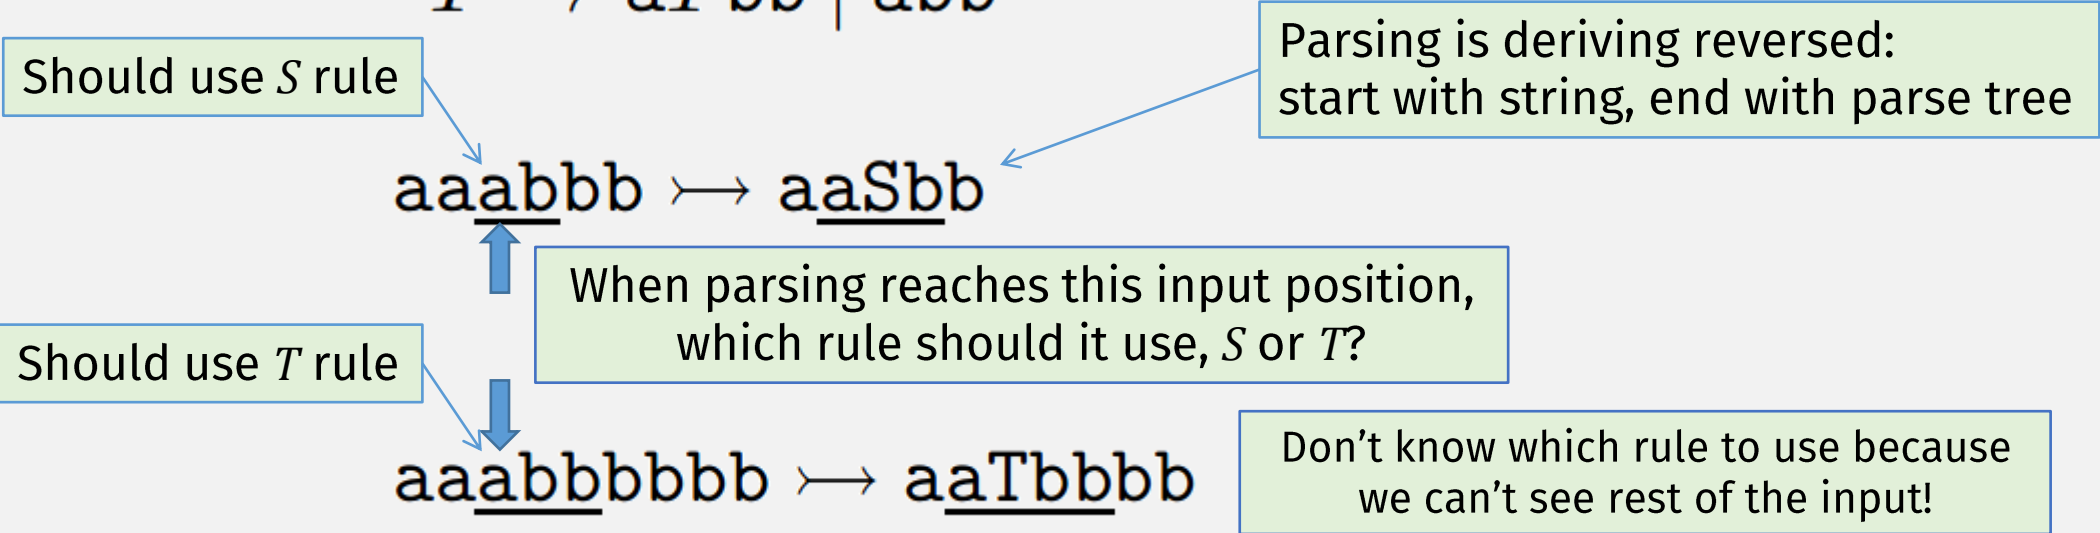 T → aTbb | abb
Should use S rule
Parsing is deriving reversed:
start with string, end with parse tree
aaabbb ↣ aaSbb
When parsing reaches this input position,
which rule should it use, S or T?
Should use T rule
aaabbbbbb ↣ aaTbbbb
Don’t know which rule to use because
we can’t see rest of the input!